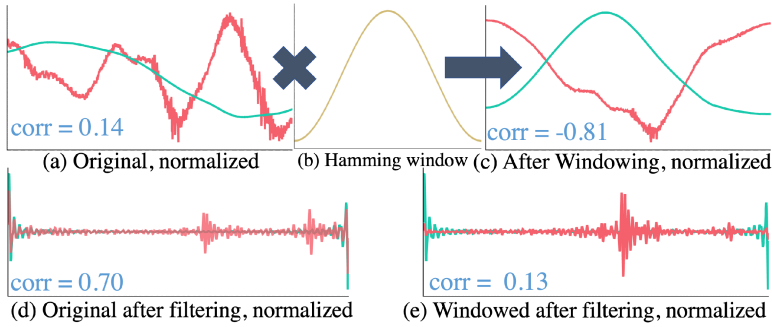 corr = 0.14
corr = -0.81
(a) Original, normalized
(b) Hamming window
(c) After Windowing, normalized
corr = 0.70
corr = 0.13
(d) Original after filtering, normalized
(e) Windowed after filtering, normalized